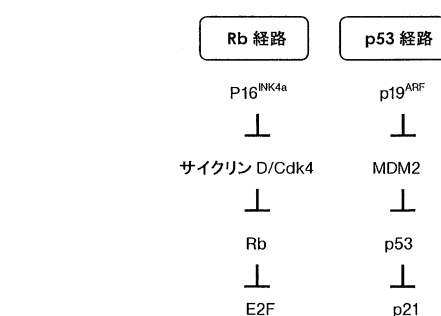 Rb 経路 p53 経路
P16INK4a p19ARF
サイクリン D/Cdk4 MDM2
Rb p53
E2F p21